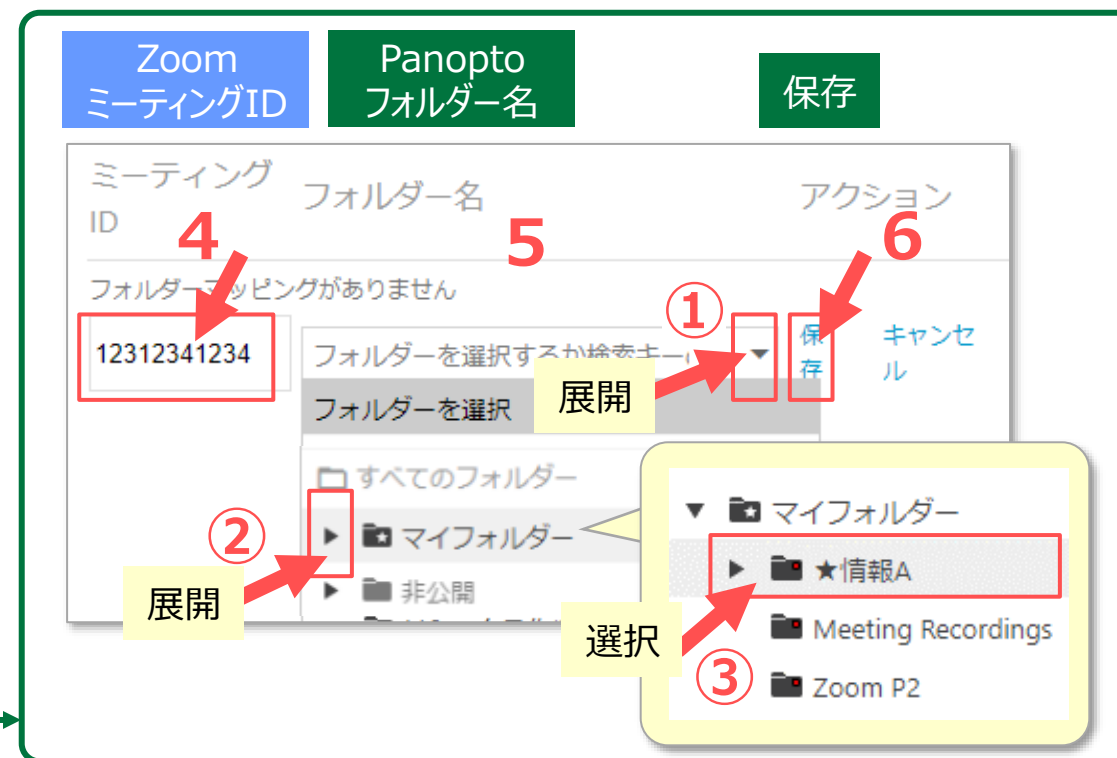 Zoom
ミーティングID
Panopto
フォルダー名
保存
ミーティング
ID
フォルダー名
アクション
4
5
6
フォルダーマッピングがありません
12312341234
フォルダーを選択するか検索キー
①
保
存
キャンセ
ル
展開
フォルダーを選択
すべてのフォルダー
②
マイフォルダー
展開
非公開
マイフォルダー
★情報A
選択
Meeting Recordings
③
Zoom P2